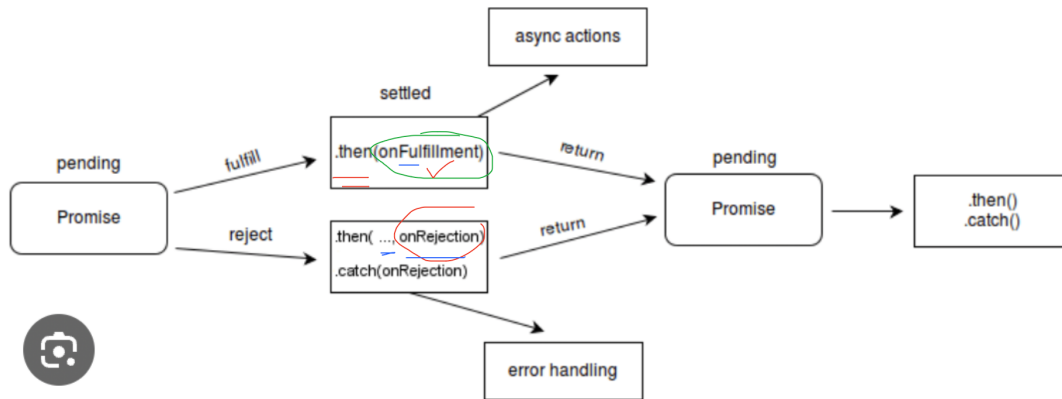 async actions
settled
.then(onFulfillment)
pending
fulfill
return
pending
Promise
Promise
.then()
.catch()
reject
.then( ..., onRejection)
return
.catch(onRejection)
error handling